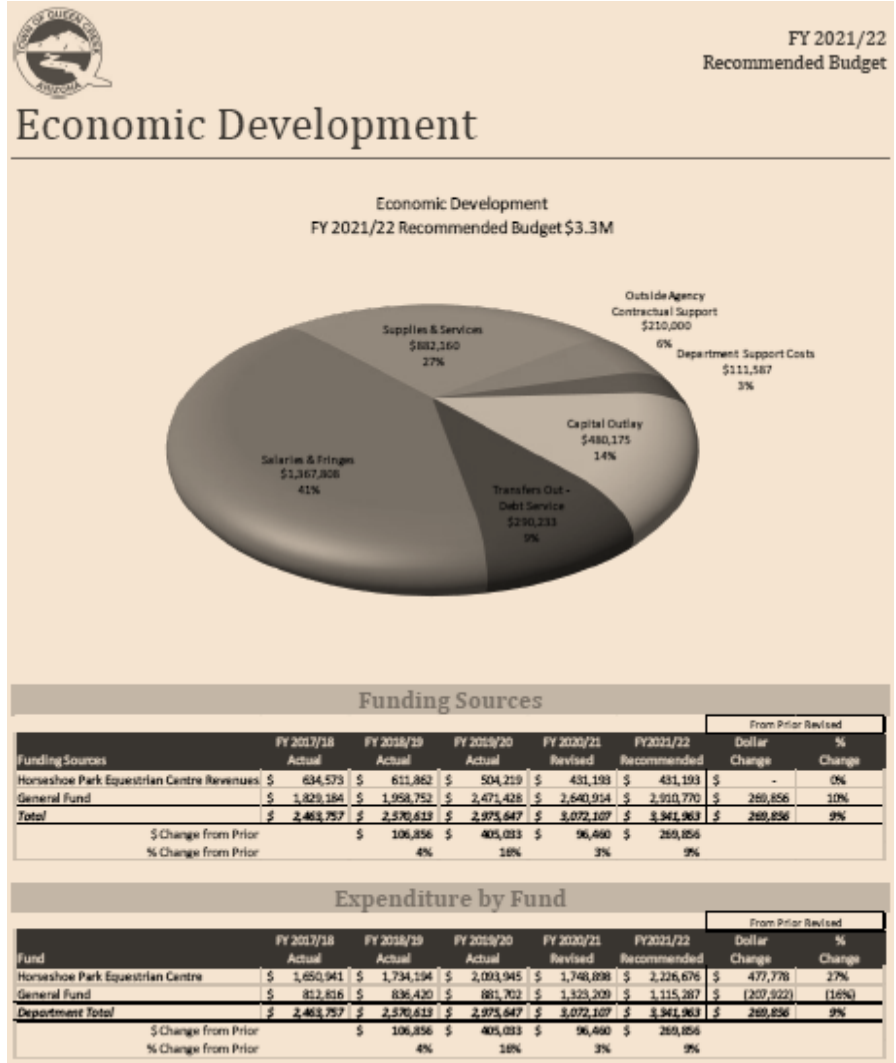 TOWN OF QUEEN CREEK
ARIZONA
FY 2021/22
Recommended Budget
Economic Development
Economic Development
FY 2021/22 Recommended Budget $3.3M
Outside Agency
Contractual Support
$210,000
6%
Department Support Costs
$111,587
3%
Supplies & Services
$882,160
27%
Capital Outlay
$480,175
14%
Salaries & Fringes
$1,367,808
41%
Transfers Out -
Debt Service
$290,233
9%
Funding Sources
From Prior Revised
FY 2017/18 FY 2018/19 FY 2019/20 FY 2020/21 FY2021/22 Dollar %
Funding Sources Actual Actual Actual Revised Recommended Change Change
Horseshoe Park Equestrian Centre Revenues $ 634,573 $ 611,862 $ 504,219 $ 431,193 $ 431,193 $ - 0%
General Fund $ 1,829,184 $ 1,958,752 $ 2,471,428 $ 2,640,914 $ 2,910,770 $ 269,856 10%
Total $ 2,463,757 $ 2,570,613 $ 2,975,647 $ 3,072,107 $ 3,341,963 $ 269,856 9%
$ Change from Prior $ 106,856 $ 405,033 $ 96,460 $ 269,856
% Change from Prior 4% 16% 3% 9%
Expenditure by Fund
From Prior Revised
FY 2017/18 FY 2018/19 FY 2019/20 FY 2020/21 FY2021/22 Dollar %
Fund Actual Actual Actual Revised Recommended Change Change
Horseshoe Park Equestrian Centre $ 1,650,941 $ 1,734,194 $ 2,093,945 $ 1,748,898 $ 2,226,676 $ 477,778 27%
General Fund $ 812,816 $ 836,420 $ 881,702 $ 1,323,209 $ 1,115,287 $ (207,922) (16%)
Department Total $ 2,463,757 $ 2,570,613 $ 2,975,647 $ 3,072,107 $ 3,341,963 $ 269,856 9%
$ Change from Prior $ 106,856 $ 405,033 $ 96,460 $ 269,856
% Change from Prior 4% 16% 3% 9%